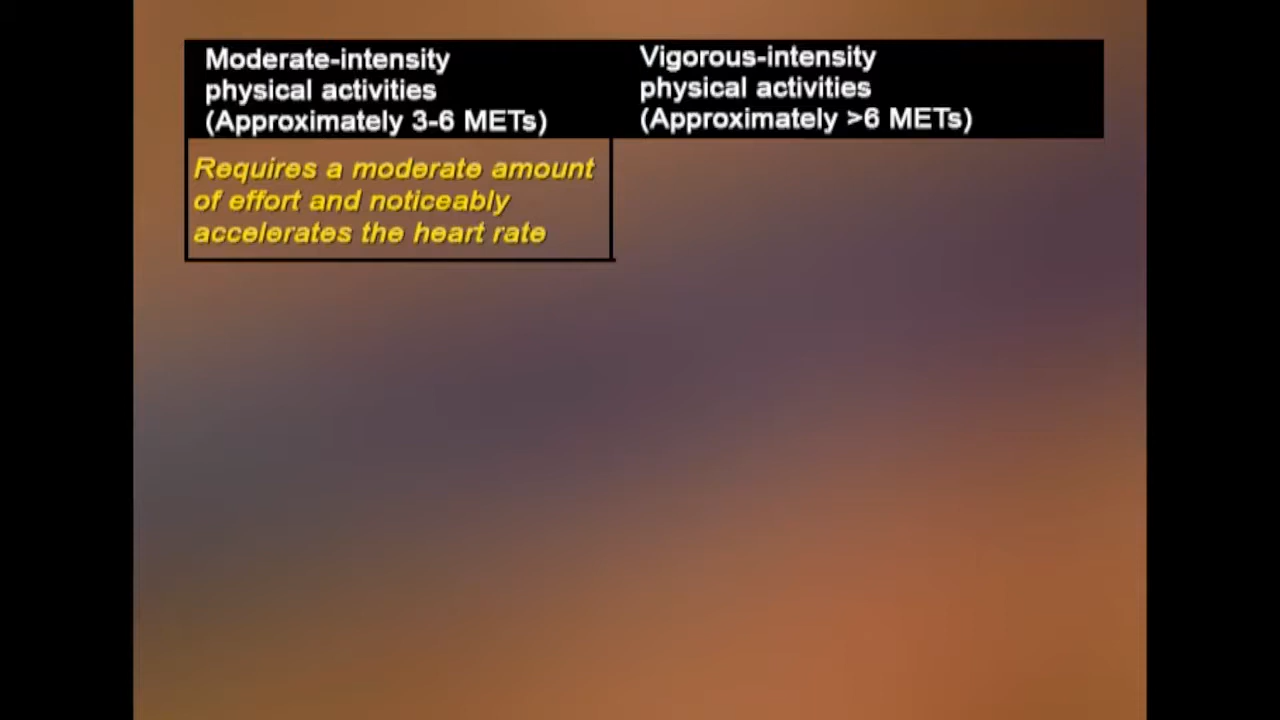 Moderate-intensity
physical activities
(Approximately 3-6 METs)
Vigorous-intensity
physical activities
(Approximately >6 METs)
Requires a moderate amount
of effort and noticeably
accelerates the heart rate